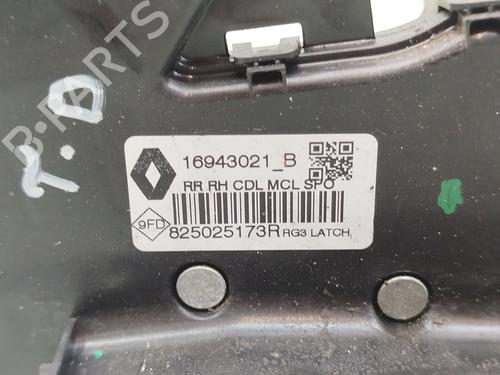 B-PARTS
T.D
16943021_B
RR RH CDL MCL SPO
9FD
825025173R RG3 LATCH